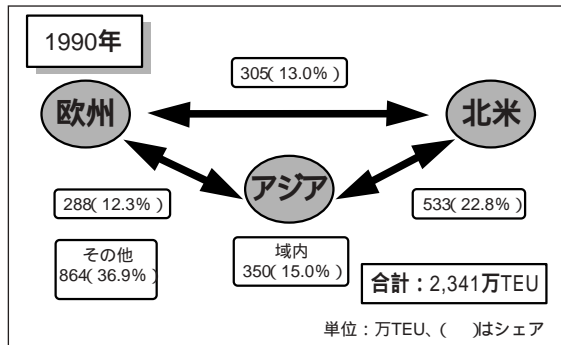 1990年
305( 13.0% )
欧州
北米
アジア
288( 12.3% )
533( 22.8% )
その他
864( 36.9% )
域内
350( 15.0% )
合計：2,341万TEU
単位：万TEU、(　)はシェア